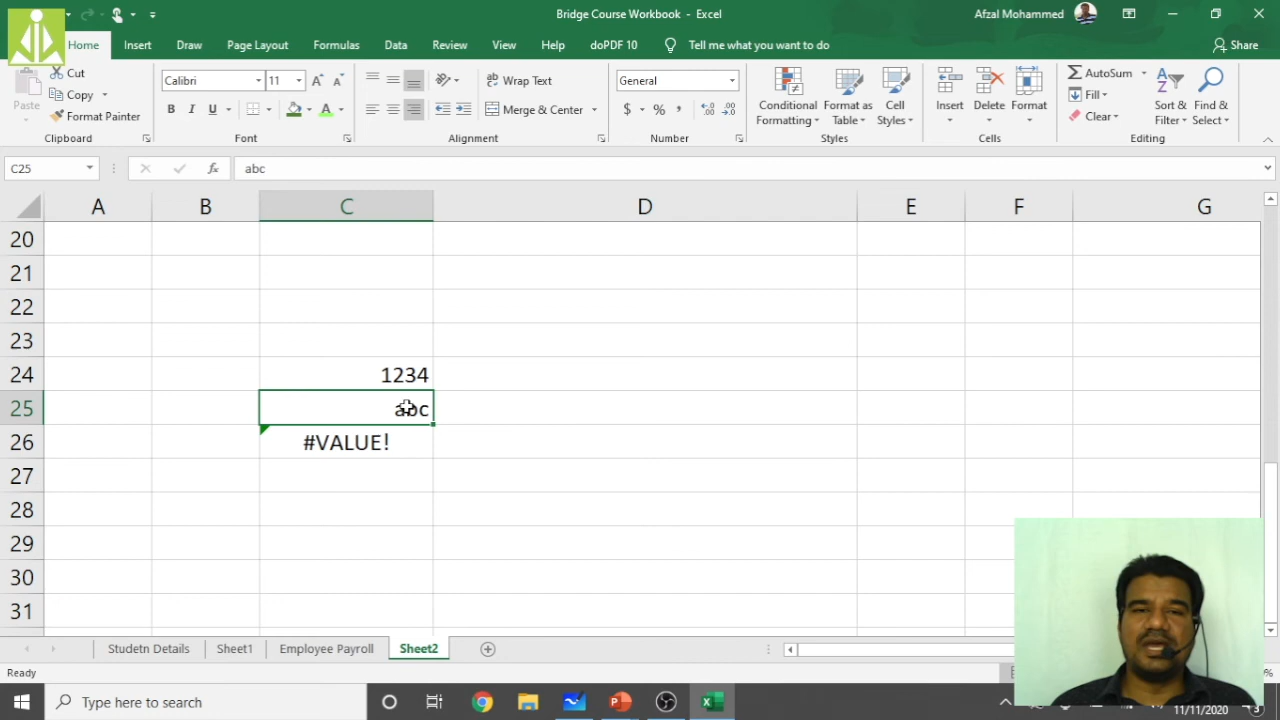 Bridge Course Workbook - Excel
Afzal Mohammed
Home Insert Draw Page Layout Formulas Data Review View Help doPDF 10 Tell me what you want to do Share
Paste
Cut
Copy
Format Painter
Clipboard
Calibri 11
B I U
Font
Wrap Text
Merge & Center
Alignment
General
$ % ,
Number
Conditional Formatting
Format as Table
Cell Styles
Styles
Insert Delete Format
Cells
AutoSum
Fill
Clear
Sort & Filter
Find & Select
Editing
C25 fx abc
A B C D E F G
20
21
22
23
24 1234
25 abc
26 #VALUE!
27
28
29
30
31
Studetn Details Sheet1 Employee Payroll Sheet2
Ready
Type here to search
11/11/2020